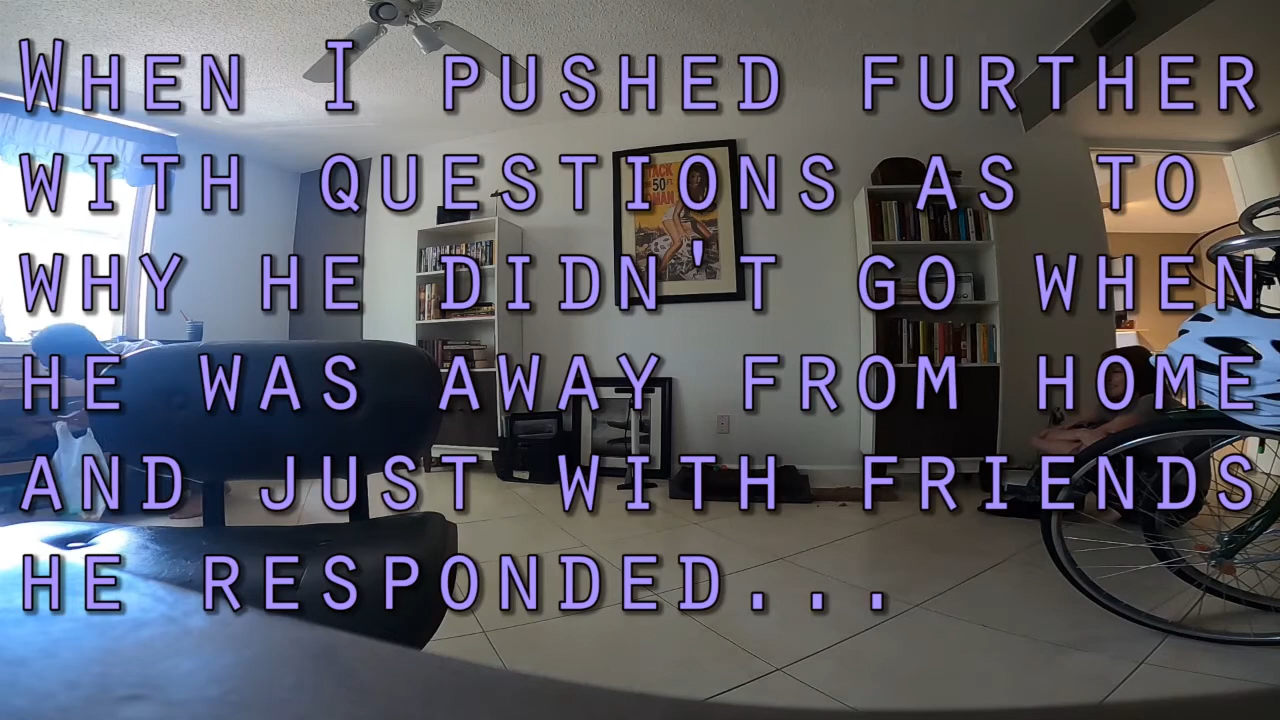 When I pushed further
with questions as to
why he didn't go when
he was away from home
and just with friends
he responded...
50